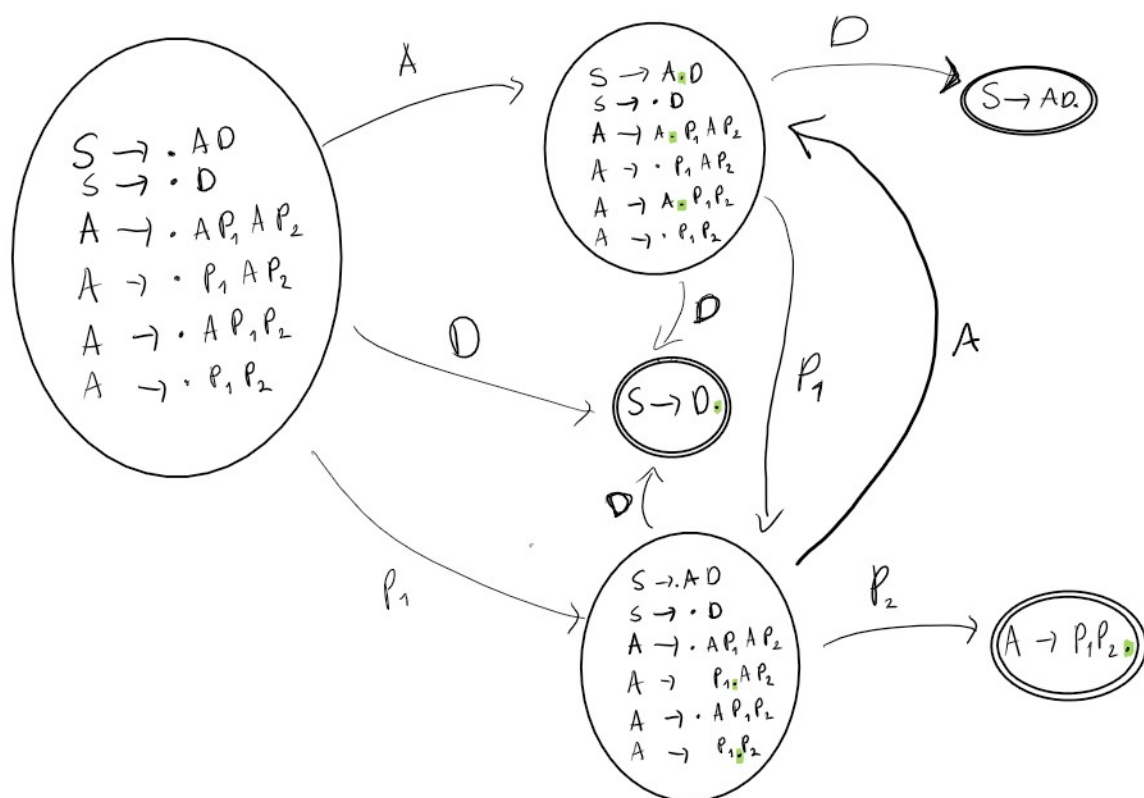 S → . AD
S → . D
A → . AP₁AP₂
A → . P₁AP₂
A → . AP₁P₂
A → . P₁P₂
A
D
P₁
S → A.D
S → . D
A → A . P₁AP₂
A → . P₁AP₂
A → A . P₁P₂
A → . P₁P₂
D
S → AD.
D
P₁
A
S → D.
D
S → .AD
S → . D
A → . AP₁AP₂
A → P₁.AP₂
A → . AP₁P₂
A → P₁.P₂
P₂
A → P₁P₂.